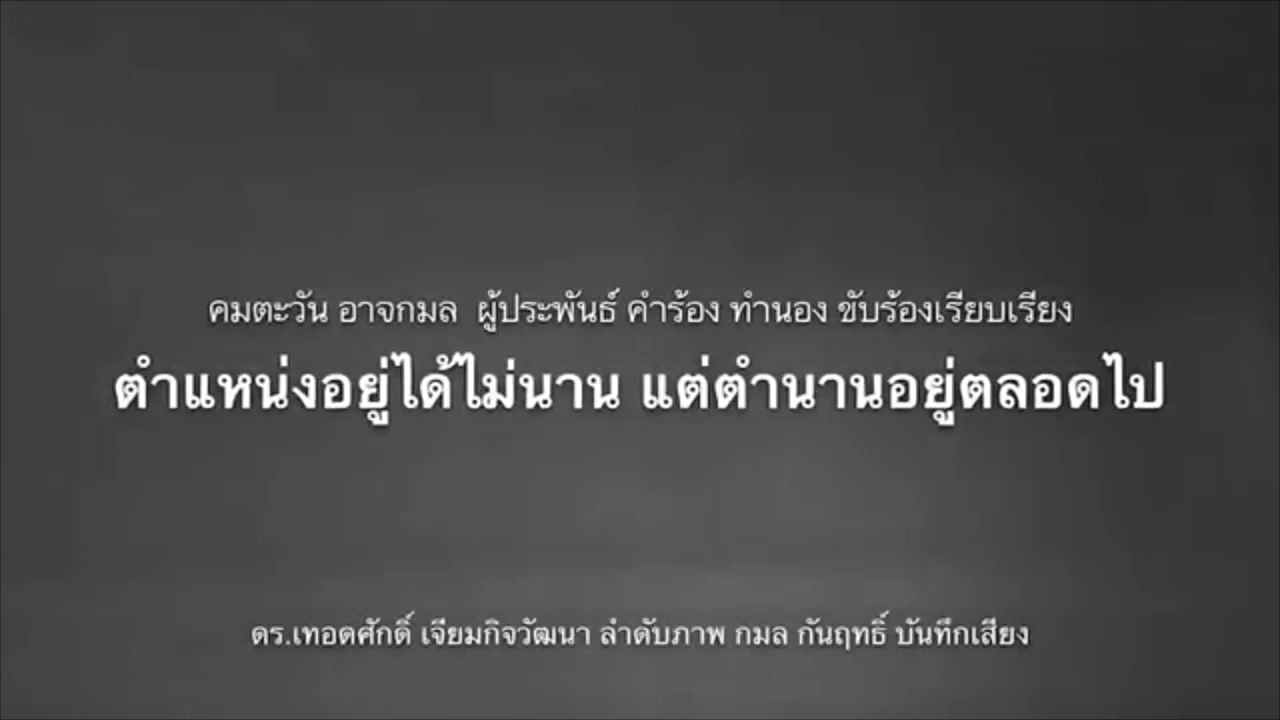 คมตะวัน อาจกมล ผู้ประพันธ์ คำร้อง ทำนอง ขับร้องเรียบเรียง
ตำแหน่งอยู่ได้ไม่นาน แต่ตำนานอยู่ตลอดไป
ดร.เทอดศักดิ์ เจียมกิจวัฒนา ลำดับภาพ กมล กันฤทธิ์ บันทึกเสียง